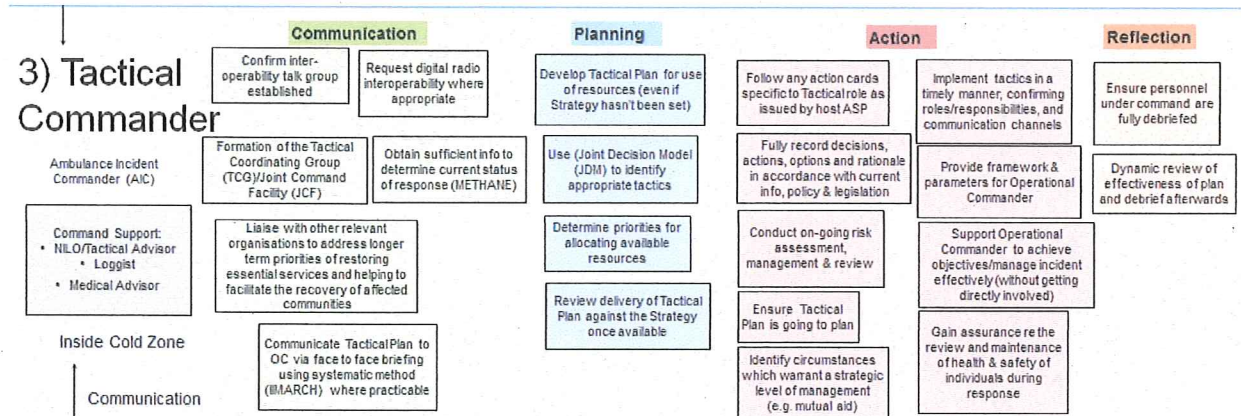 3) Tactical
Commander
Ambulance Incident
Commander (AIC)
Command Support:
• NILO/Tactical Advisor
• Loggist
• Medical Advisor
Inside Cold Zone
Communication
Communication
Confirm inter-
operability talk group
established
Request digital radio
interoperability where
appropriate
Formation of the Tactical
Coordinating Group
(TCG)/Joint Command
Facility (JCF)
Obtain sufficient info to
determine current status
of response (METHANE)
Liaise with other relevant
organisations to address longer
term priorities of restoring
essential services and helping to
facilitate the recovery of affected
communities
Communicate Tactical Plan to
OC via face to face briefing
using systematic method
(IIMARCH) where practicable
Planning
Develop Tactical Plan for use
of resources (even if
Strategy hasn't been set)
Use (Joint Decision Model
(JDM) to identify
appropriate tactics
Determine priorities for
allocating available
resources
Review delivery of Tactical
Plan against the Strategy
once available
Action
Follow any action cards
specific to Tactical role as
issued by host ASP
Fully record decisions,
actions, options and rationale
in accordance with current
info, policy & legislation
Conduct on-going risk
assessment,
management & review
Ensure Tactical
Plan is going to plan
Identify circumstances
which warrant a strategic
level of management
(e.g. mutual aid)
Implement tactics in a
timely manner, confirming
roles/responsibilities, and
communication channels
Provide framework &
parameters for Operational
Commander
Support Operational
Commander to achieve
objectives/manage incident
effectively (without getting
directly involved)
Gain assurance re the
review and maintenance
of health & safety of
individuals during
response
Reflection
Ensure personnel
under command are
fully debriefed
Dynamic review of
effectiveness of plan
and debrief afterwards